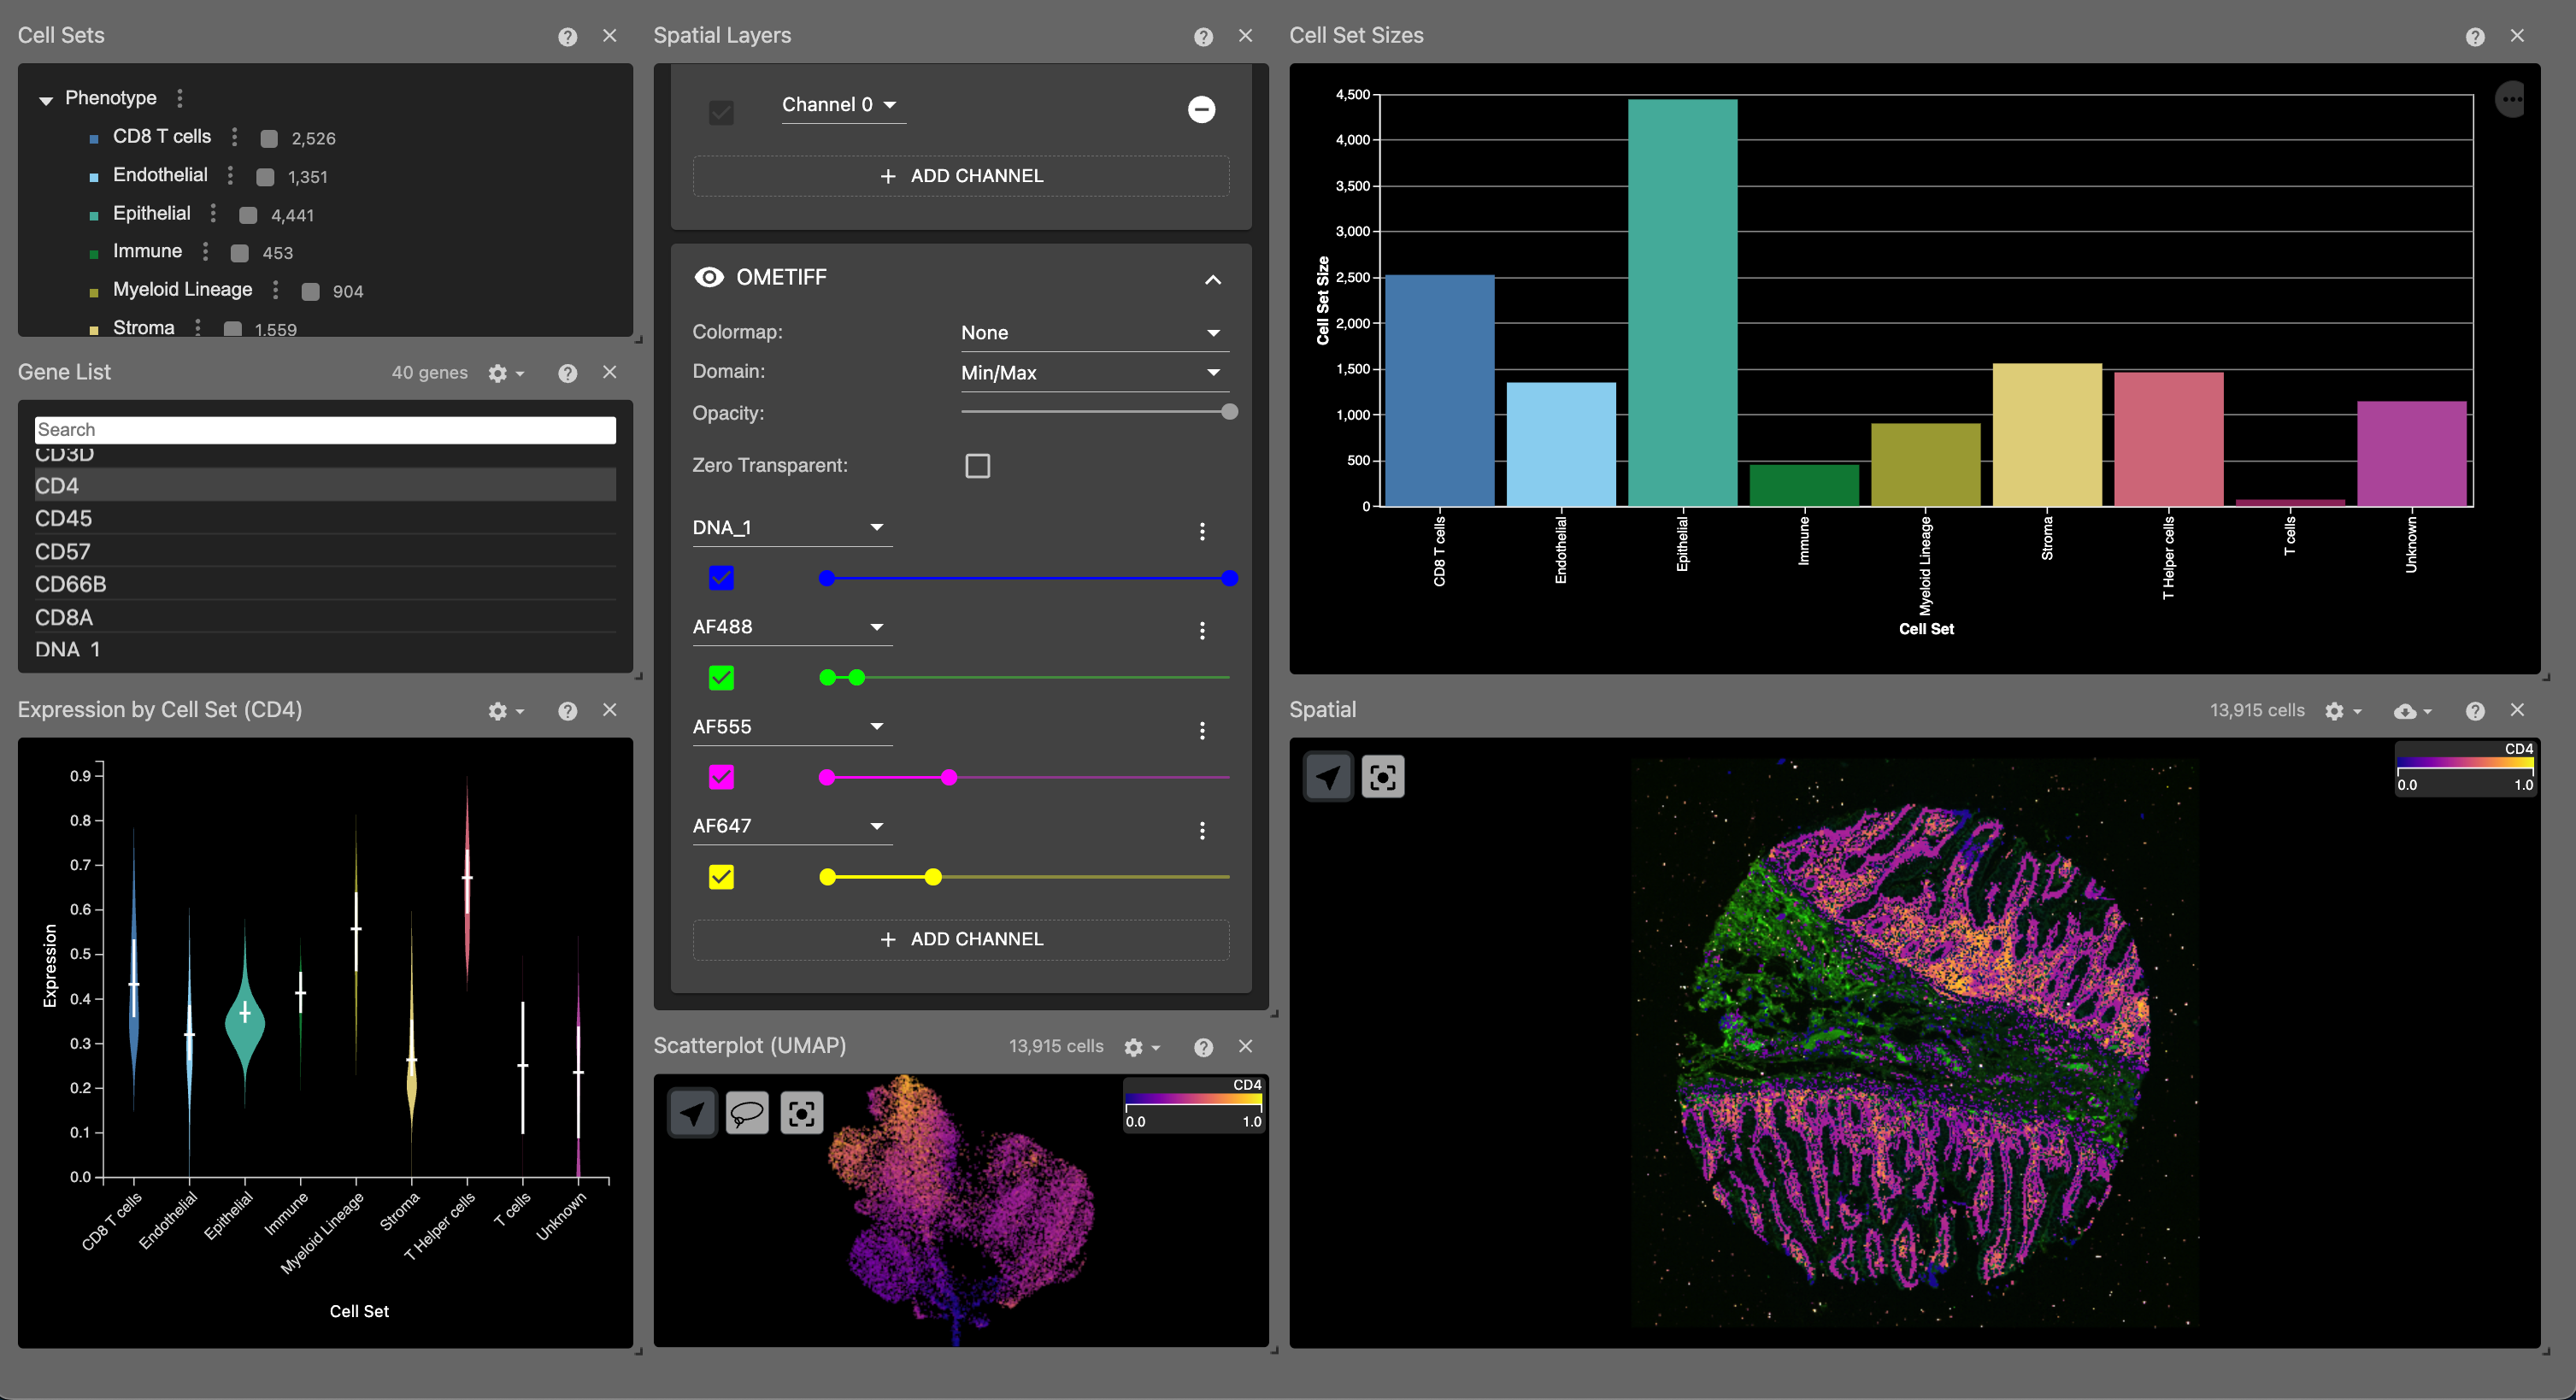 Cell Sets
Phenotype
CD8 T cells 2,526
Endothelial 1,351
Epithelial 4,441
Immune 453
Myeloid Lineage 904
Stroma 1,559
Gene List 40 genes
Search
CD3D
CD4
CD45
CD57
CD66B
CD8A
DNA_1
Expression by Cell Set (CD4)
0.9
0.8
0.7
0.6
0.5
0.4
0.3
0.2
0.1
0.0
Expression
CD8 T cells
Endothelial
Epithelial
Immune
Myeloid Lineage
Stroma
T Helper cells
T cells
Unknown
Cell Set
Spatial Layers
Channel 0
+ ADD CHANNEL
OMETIFF
Colormap: None
Domain: Min/Max
Opacity:
Zero Transparent:
DNA_1
AF488
AF555
AF647
+ ADD CHANNEL
Scatterplot (UMAP) 13,915 cells
CD4
0.0 1.0
Cell Set Sizes
4,500
4,000
3,500
3,000
2,500
2,000
1,500
1,000
500
0
Cell Set Size
CD8 T cells
Endothelial
Epithelial
Immune
Myeloid Lineage
Stroma
T Helper cells
T cells
Unknown
Cell Set
Spatial 13,915 cells
CD4
0.0 1.0